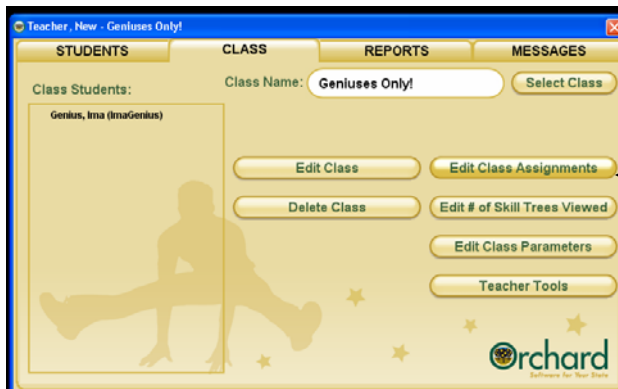 Teacher, New - Geniuses Only!
STUDENTS CLASS REPORTS MESSAGES
Class Students:
Class Name: Geniuses Only! Select Class
Genius, Ima (ImaGenius)
Edit Class Edit Class Assignments
Delete Class Edit # of Skill Trees Viewed
Edit Class Parameters
Teacher Tools
Orchard
Software for Your State